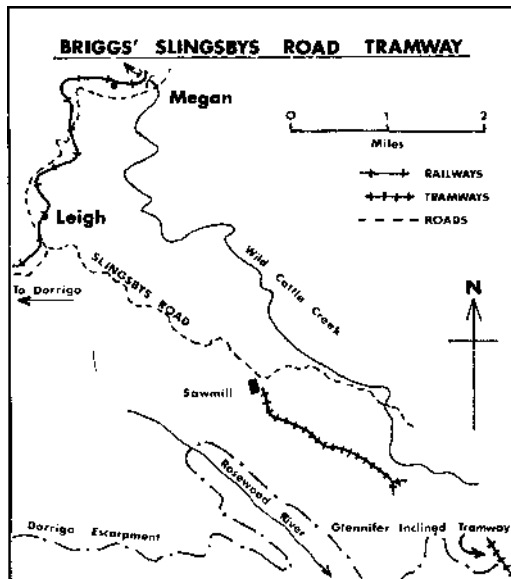 BRIGGS' SLINGSBYS ROAD TRAMWAY
Megan
0 1 2
Miles
RAILWAYS
TRAMWAYS
ROADS
Leigh
To Dorrigo
SLINGSBYS ROAD
Wild Cattle Creek
N
Sawmill
Rosewood River
Dorrigo Escarpment
Glennifer Inclined Tramway